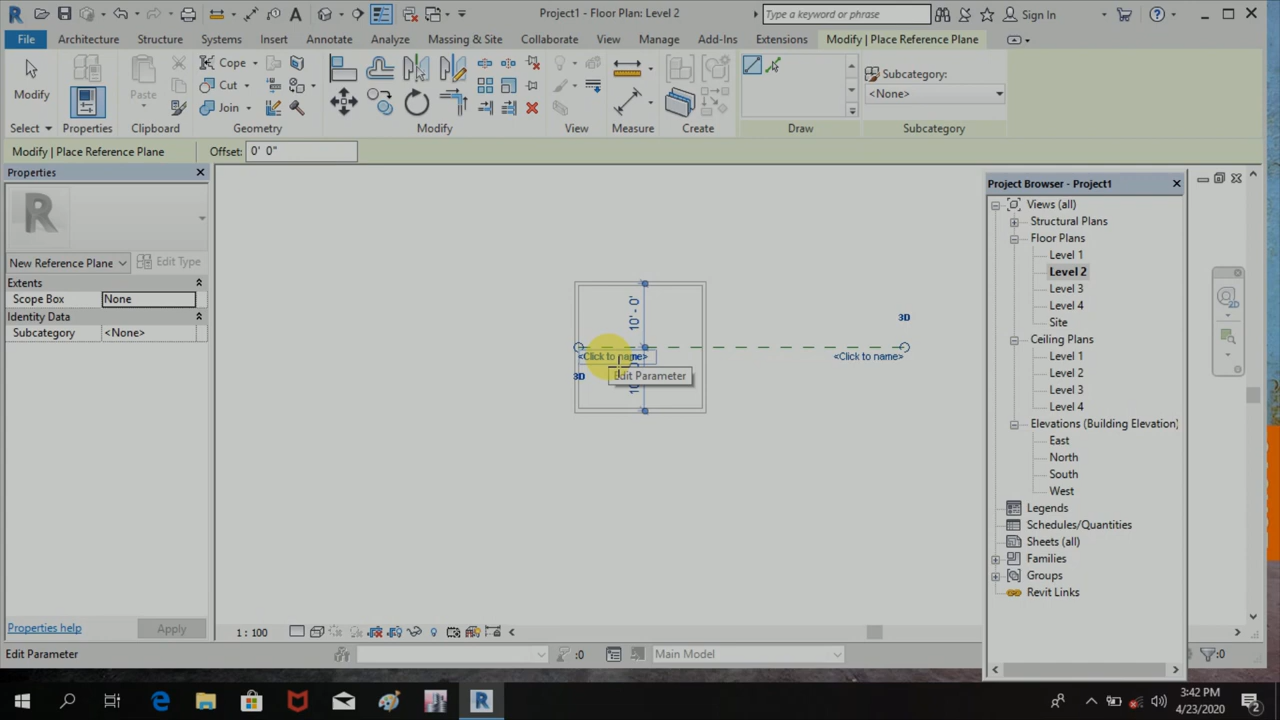 Project1 - Floor Plan: Level 2
Type a keyword or phrase
Sign In
File
Architecture
Structure
Systems
Insert
Annotate
Analyze
Massing & Site
Collaborate
View
Manage
Add-Ins
Extensions
Modify | Place Reference Plane
Modify
Paste
Cope
Cut
Join
Subcategory:
<None>
Select
Properties
Clipboard
Geometry
Modify
View
Measure
Create
Draw
Subcategory
Modify | Place Reference Plane
Offset:
0' 0"
Properties
R
New Reference Plane
Edit Type
Extents
Scope Box
None
Identity Data
Subcategory
<None>
Properties help
Apply
10' - 0'
<Click to name>
3D
Edit Parameter
3D
<Click to name>
Project Browser - Project1
Views (all)
Structural Plans
Floor Plans
Level 1
Level 2
Level 3
Level 4
Site
Ceiling Plans
Level 1
Level 2
Level 3
Level 4
Elevations (Building Elevation)
East
North
South
West
Legends
Schedules/Quantities
Sheets (all)
Families
Groups
Revit Links
2D
1 : 100
Edit Parameter
:0
Main Model
:0
3:42 PM
4/23/2020
2